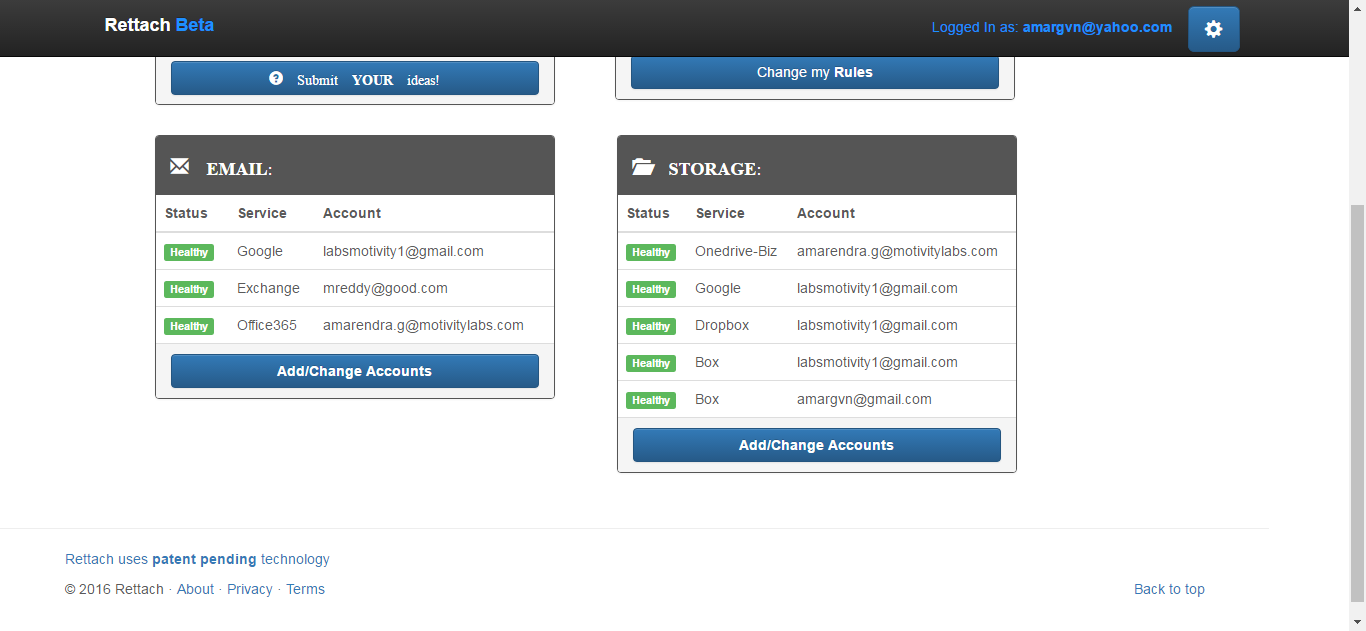 Rettach Beta
Logged In as: amargvn@yahoo.com
Submit YOUR ideas!
Change my Rules
EMAIL:
Status Service Account
Healthy Google labsmotivity1@gmail.com
Healthy Exchange mreddy@good.com
Healthy Office365 amarendra.g@motivitylabs.com
Add/Change Accounts
STORAGE:
Status Service Account
Healthy Onedrive-Biz amarendra.g@motivitylabs.com
Healthy Google labsmotivity1@gmail.com
Healthy Dropbox labsmotivity1@gmail.com
Healthy Box labsmotivity1@gmail.com
Healthy Box amargvn@gmail.com
Add/Change Accounts
Rettach uses patent pending technology
© 2016 Rettach · About · Privacy · Terms
Back to top